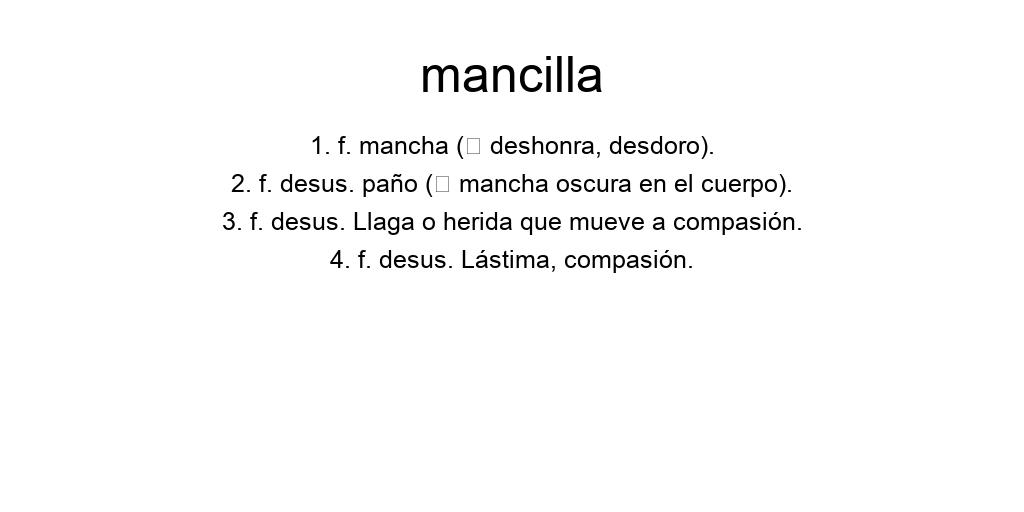 mancilla
1. f. mancha (□ deshonra, desdoro).
2. f. desus. paño (□ mancha oscura en el cuerpo).
3. f. desus. Llaga o herida que mueve a compasión.
4. f. desus. Lástima, compasión.